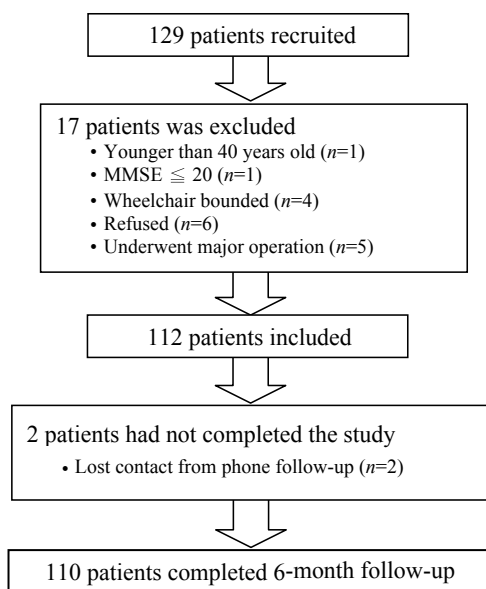 129 patients recruited
17 patients was excluded
• Younger than 40 years old (n=1)
• MMSE ≦ 20 (n=1)
• Wheelchair bounded (n=4)
• Refused (n=6)
• Underwent major operation (n=5)
112 patients included
2 patients had not completed the study
• Lost contact from phone follow-up (n=2)
110 patients completed 6-month follow-up